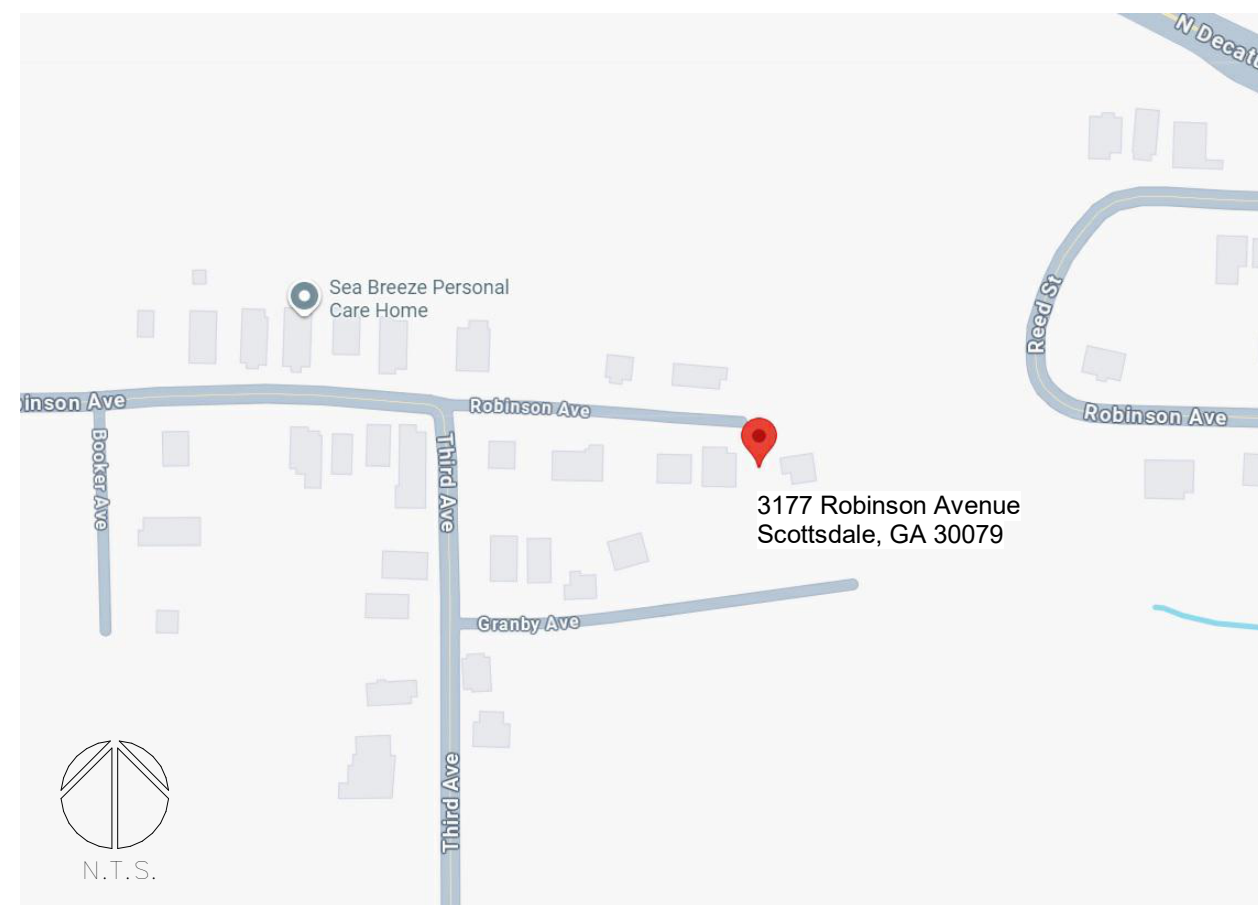 N Decatu
Sea Breeze Personal
Care Home
Reed St
inson Ave
Robinson Ave
Robinson Ave
Booker Ave
Third Ave
3177 Robinson Avenue
Scottsdale, GA 30079
Granby Ave
Third Ave
N.T.S.